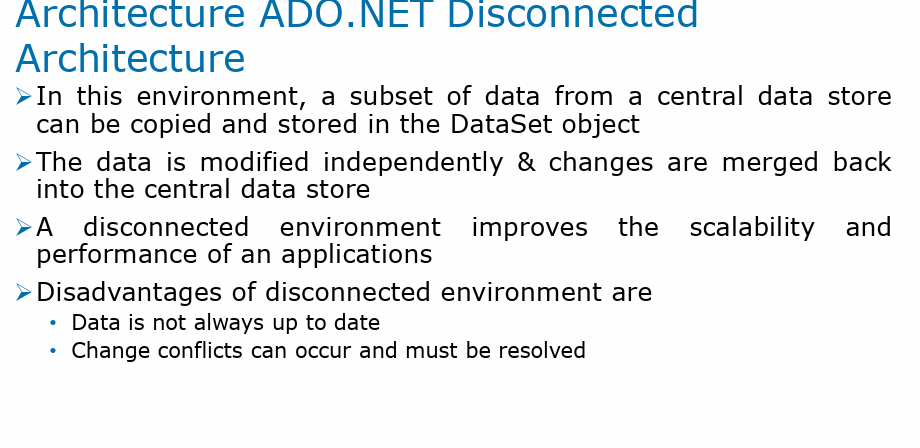 Architecture ADO.NET Disconnected
Architecture
➢In this environment, a subset of data from a central data store
can be copied and stored in the DataSet object
➢The data is modified independently & changes are merged back
into the central data store
➢A disconnected environment improves the scalability and
performance of an applications
➢Disadvantages of disconnected environment are
• Data is not always up to date
• Change conflicts can occur and must be resolved